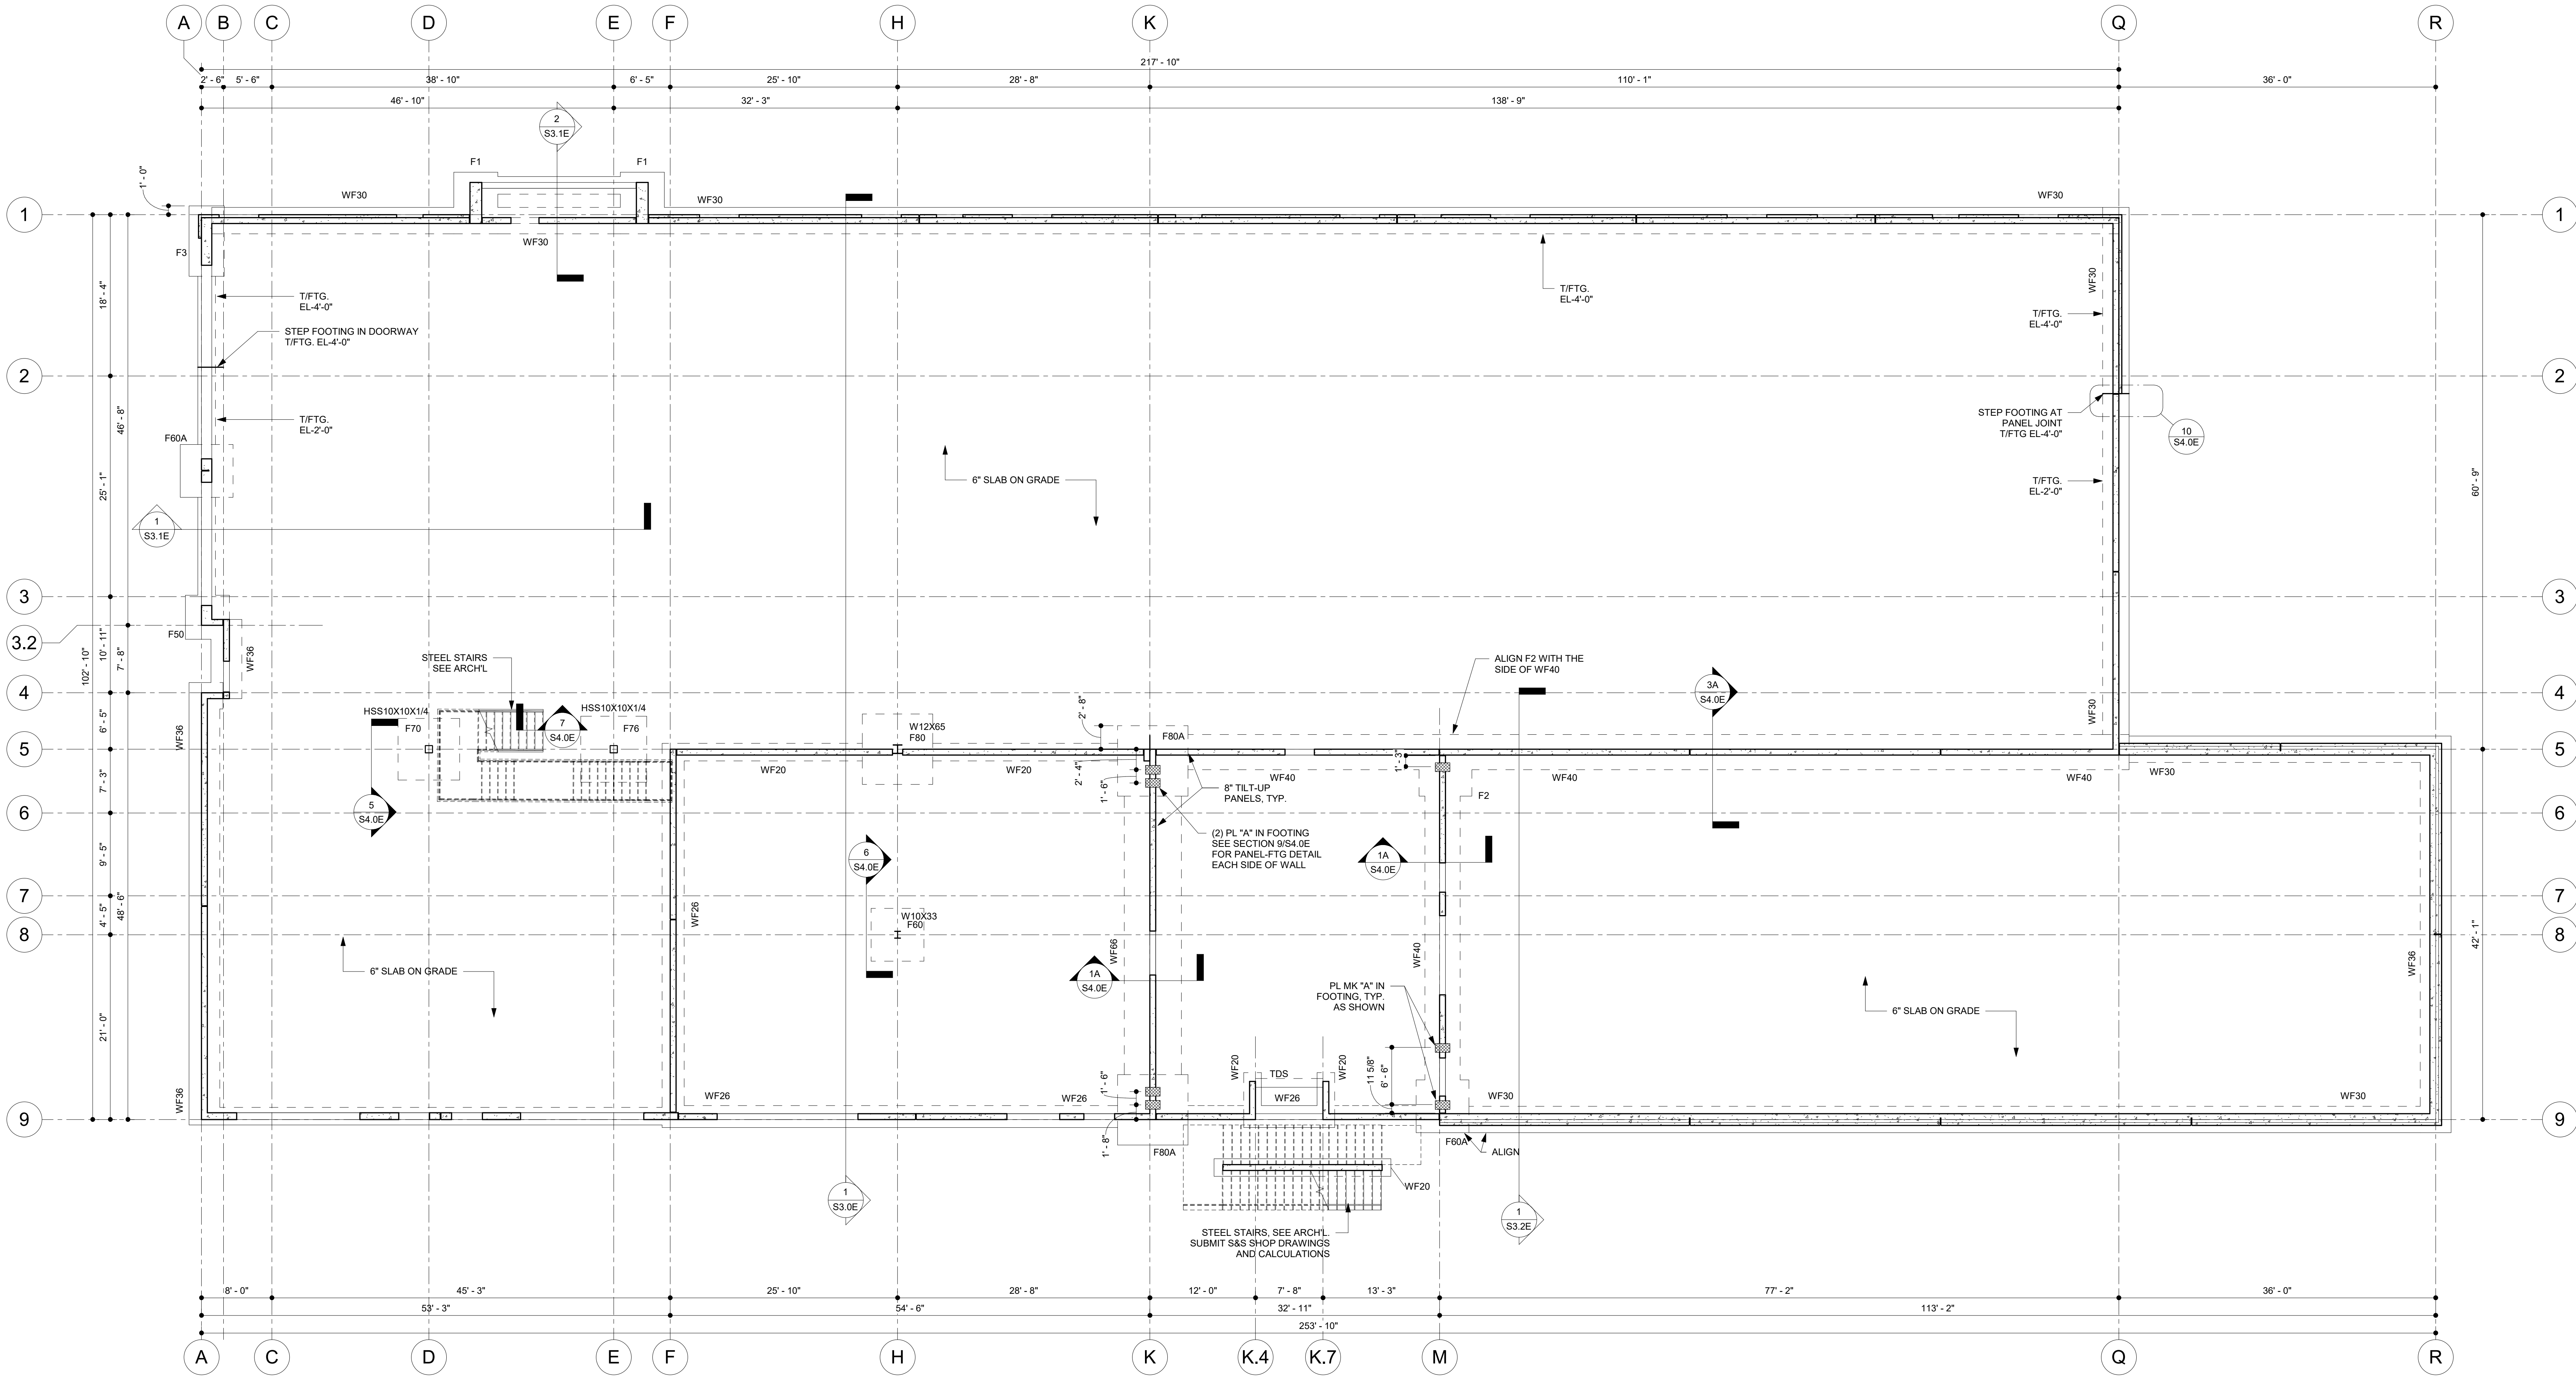 A
B
C
D
E
F
H
K
Q
R
217' - 10"
2' - 6"
5' - 6"
38' - 10"
6' - 5"
25' - 10"
28' - 8"
110' - 1"
36' - 0"
46' - 10"
32' - 3"
138' - 9"
2
S3.1E
F1
F1
1' - 0"
WF30
WF30
WF30
1
1
WF30
F3
WF30
18' - 4"
T/FTG.
EL-4'-0"
T/FTG.
EL-4'-0"
T/FTG.
EL-4'-0"
STEP FOOTING IN DOORWAY
T/FTG. EL-4'-0"
2
2
46' - 8"
T/FTG.
EL-2'-0"
STEP FOOTING AT
PANEL JOINT
T/FTG EL-4'-0"
10
S4.0E
F60A
25' - 1"
6" SLAB ON GRADE
T/FTG.
EL-2'-0"
60' - 9"
1
S3.1E
3
3
3.2
F50
10' - 11"
7' - 8"
102' - 10"
WF36
STEEL STAIRS
SEE ARCH'L
ALIGN F2 WITH THE
SIDE OF WF40
4
3A
S4.0E
4
HSS10X10X1/4
F70
HSS10X10X1/4
F76
7
S4.0E
W12X65
F80
2' - 8"
F80A
WF30
6' - 5"
WF36
5
5
WF20
WF20
2' - 4"
1' - 6"
WF40
1' - 3"
WF40
WF40
WF30
7' - 3"
8" TILT-UP
PANELS, TYP.
F2
5
S4.0E
6
6
(2) PL "A" IN FOOTING
SEE SECTION 9/S4.0E
FOR PANEL-FTG DETAIL
EACH SIDE OF WALL
6
S4.0E
1A
S4.0E
9' - 5"
7
7
48' - 6"
4' - 5"
WF26
W10X33
F60
8
8
WF66
WF40
WF36
42' - 1"
6" SLAB ON GRADE
1A
S4.0E
PL MK "A" IN
FOOTING, TYP.
AS SHOWN
6" SLAB ON GRADE
21' - 0"
WF20
WF20
TDS
11 5/8"
6' - 6"
1' - 6"
WF36
WF26
WF26
WF26
WF30
WF30
9
9
1' - 8"
F80A
F60A
ALIGN
WF20
1
S3.0E
1
S3.2E
STEEL STAIRS, SEE ARCH'L.
SUBMIT S&S SHOP DRAWINGS
AND CALCULATIONS
8' - 0"
45' - 3"
25' - 10"
28' - 8"
12' - 0"
7' - 8"
13' - 3"
77' - 2"
36' - 0"
53' - 3"
54' - 6"
32' - 11"
113' - 2"
253' - 10"
A
C
D
E
F
H
K
K.4
K.7
M
Q
R